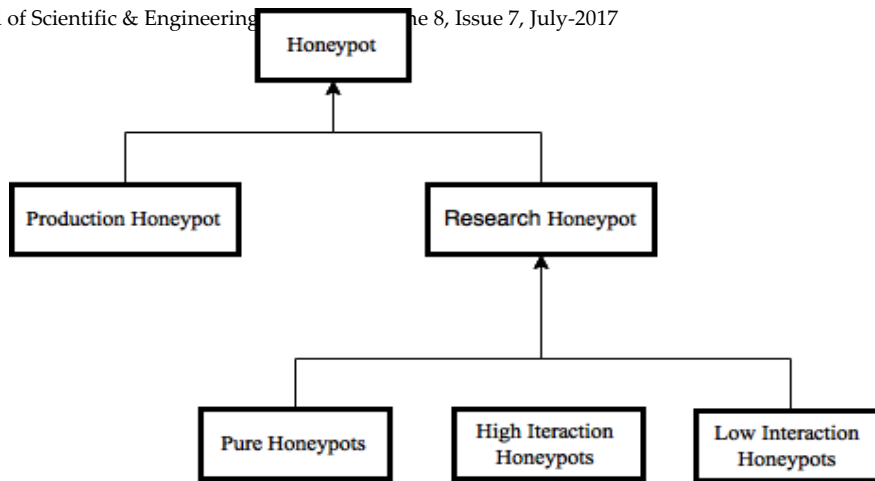 of Scientific & Engineering 8, Issue 7, July-2017
Honeypot
Production Honeypot
Research Honeypot
Pure Honeypots
High Iteraction
Honeypots
Low Interaction
Honeypots